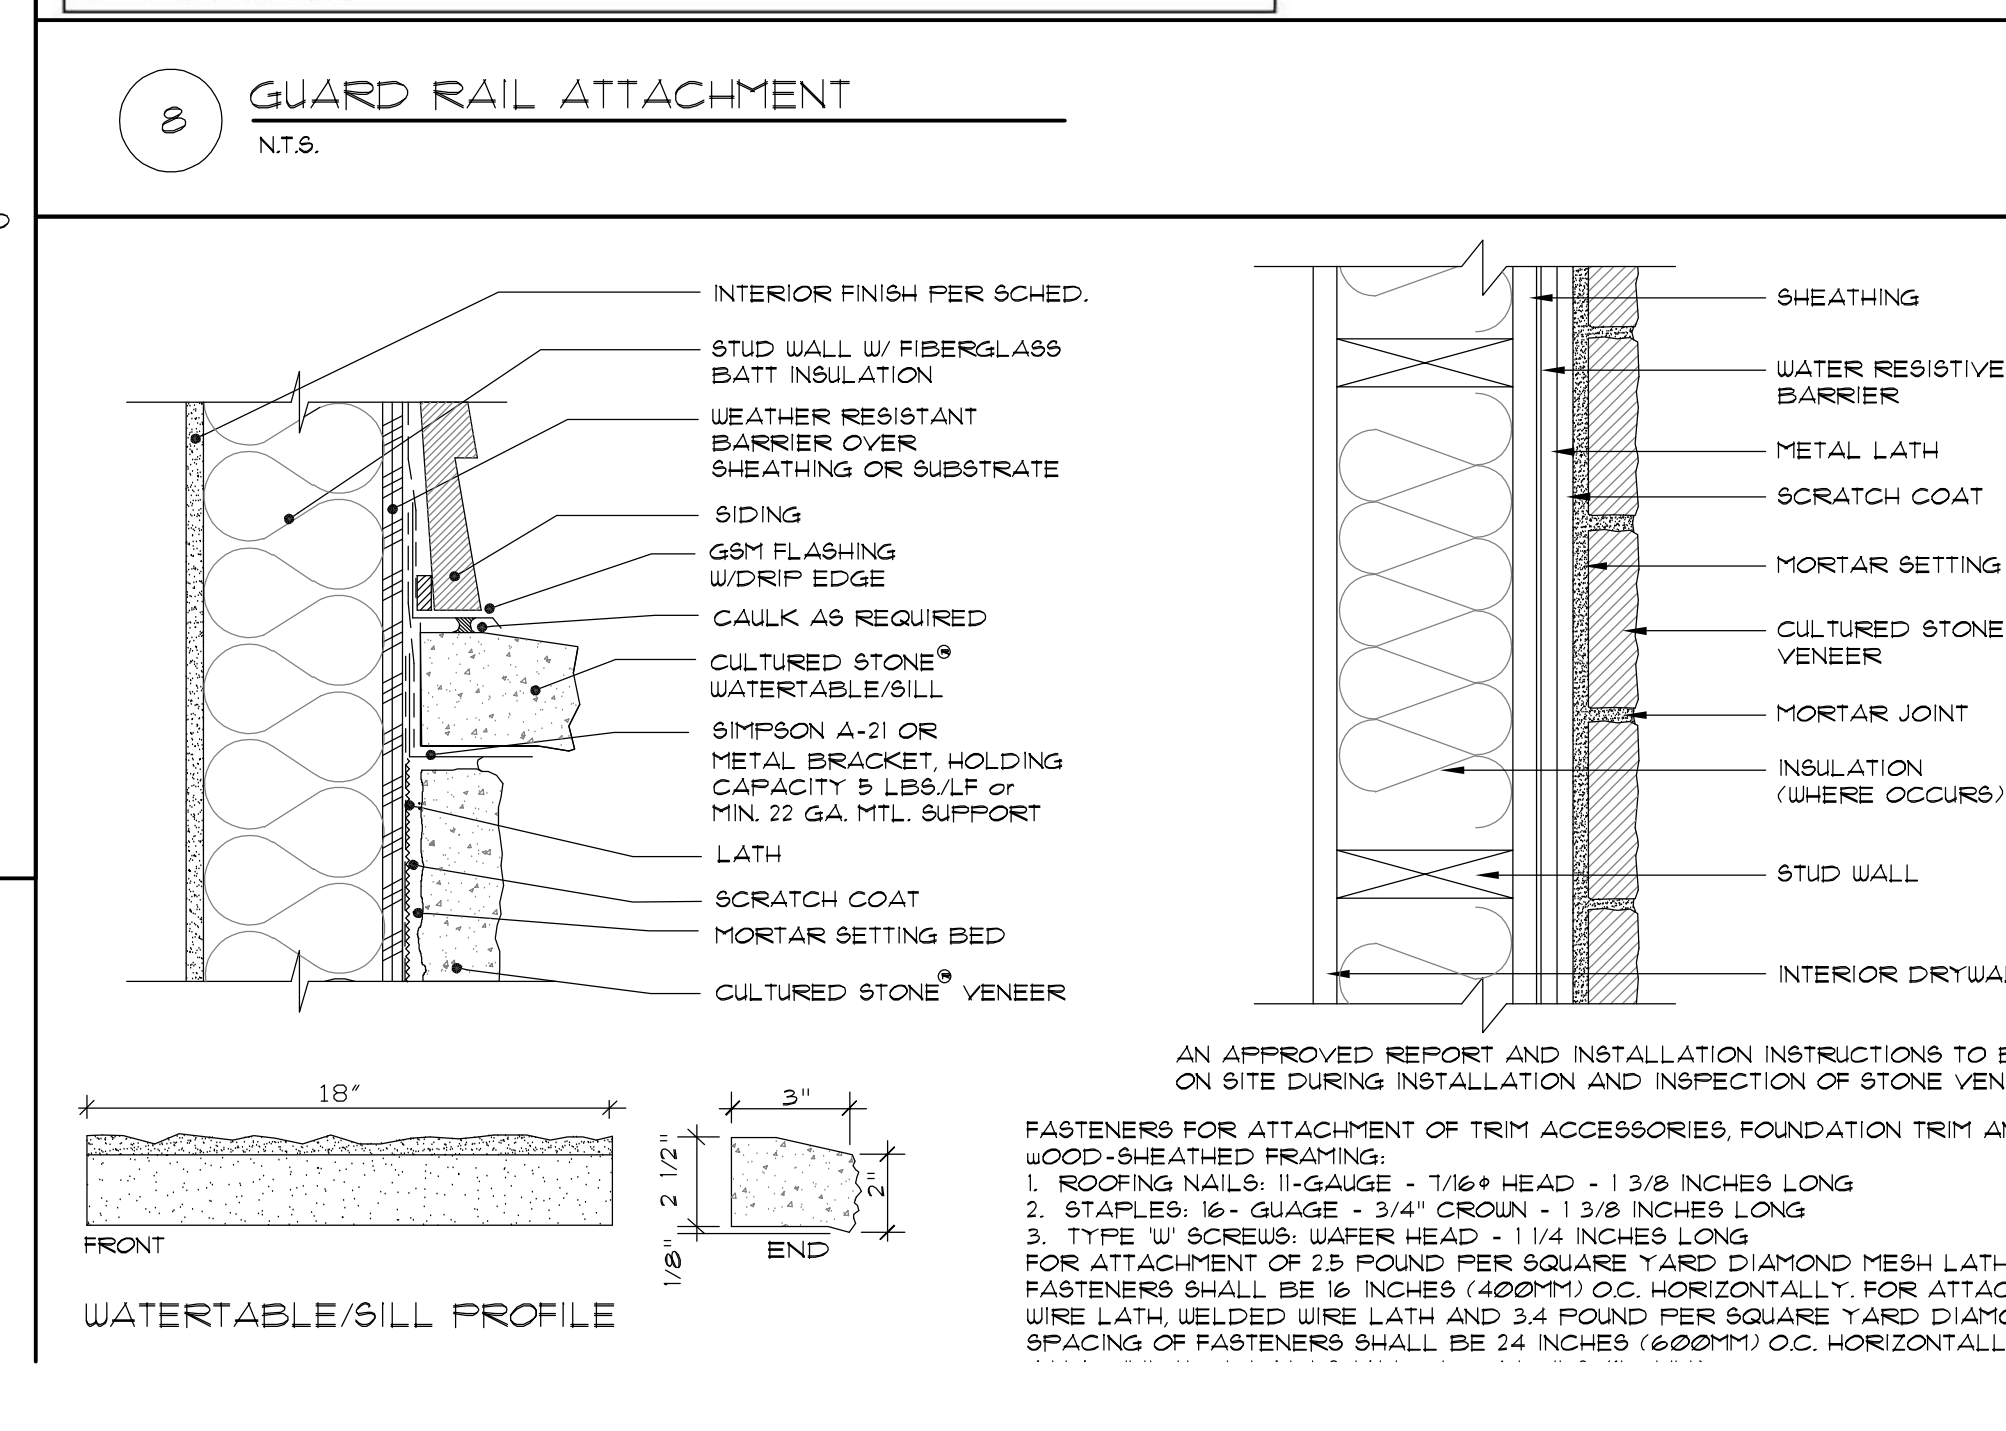 8
GUARD RAIL ATTACHMENT
N.T.S.
INTERIOR FINISH PER SCHED.
STUD WALL W/ FIBERGLASS
BATT INSULATION
WEATHER RESISTANT
BARRIER OVER
SHEATHING OR SUBSTRATE
SIDING
GSM FLASHING
W/DRIP EDGE
CAULK AS REQUIRED
CULTURED STONE®
WATERTABLE/SILL
SIMPSON A-21 OR
METAL BRACKET, HOLDING
CAPACITY 5 LBS./LF or
MIN. 22 GA. MTL. SUPPORT
LATH
SCRATCH COAT
MORTAR SETTING BED
CULTURED STONE® VENEER
SHEATHING
WATER RESISTIVE
BARRIER
METAL LATH
SCRATCH COAT
MORTAR SETTING
CULTURED STONE
VENEER
MORTAR JOINT
INSULATION
(WHERE OCCURS)
STUD WALL
INTERIOR
18"
FRONT
3"
2 1/2"
2"
1/8"
END
WATERTABLE/SILL PROFILE
AN APPROVED REPORT AND INSTALLATION INSTRUCTIONS TO
ON SITE DURING INSTALLATION AND INSPECTION OF STONE
FASTENERS FOR ATTACHMENT OF TRIM ACCESSORIES, FOUNDATION TRIM
WOOD-SHEATHED FRAMING:
1. ROOFING NAILS: 11-GAUGE - 7/16⌀ HEAD - 1 3/8 INCHES LONG
2. STAPLES: 16- GUAGE - 3/4" CROWN - 1 3/8 INCHES LONG
3. TYPE 'W' SCREWS: WAFER HEAD - 1 1/4 INCHES LONG
FOR ATTACHMENT OF 2.5 POUND PER SQUARE YARD DIAMOND MESH LATH
FASTENERS SHALL BE 16 INCHES (400MM) O.C. HORIZONTALLY. FOR
WIRE LATH, WELDED WIRE LATH AND 3.4 POUND PER SQUARE YARD
SPACING OF FASTENERS SHALL BE 24 INCHES (600MM) O.C.